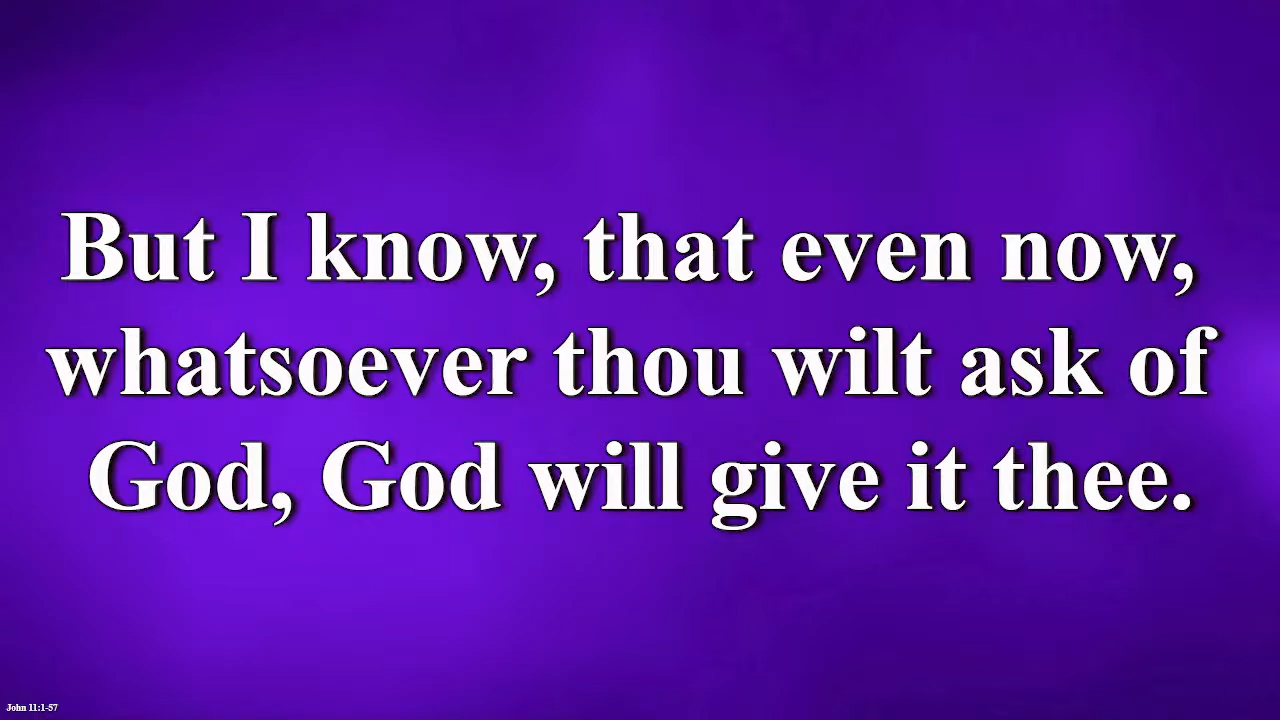 But I know, that even now,
whatsoever thou wilt ask of
God, God will give it thee.
John 11:1-57